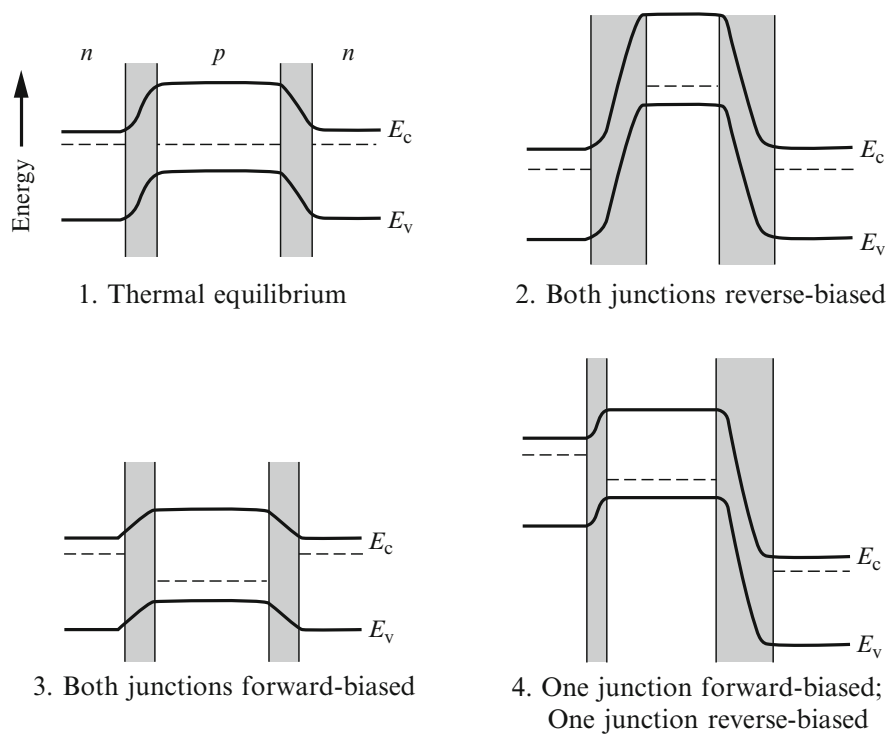 n
p
n
Energy
E_c
E_v
1. Thermal equilibrium
E_c
E_v
2. Both junctions reverse-biased
E_c
E_v
3. Both junctions forward-biased
E_c
E_v
4. One junction forward-biased;
One junction reverse-biased